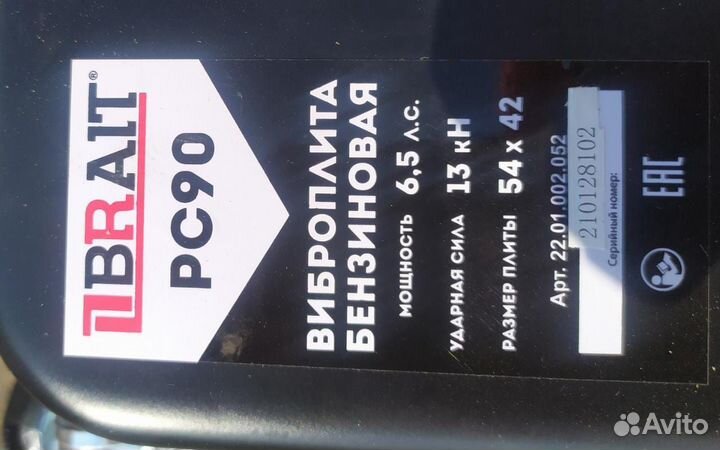 BRAIT®
PC90
ВИБРОПЛИТА
БЕНЗИНОВАЯ
МОЩНОСТЬ 6,5 Л.С.
УДАРНАЯ СИЛА 13 кН
РАЗМЕР ПЛИТЫ 54 х 42
Арт. 22.01.002.052
210128102
Серийный номер:
EAC
Avito